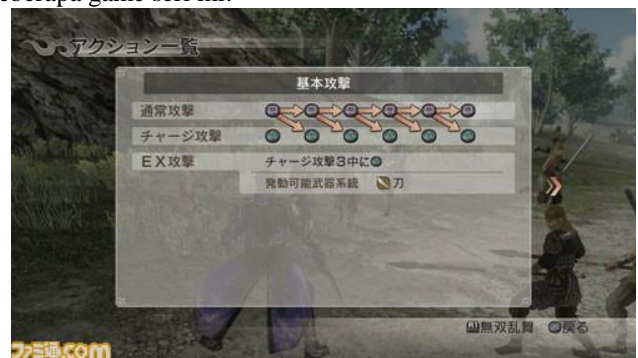 アクション一覧
基本攻撃
通常攻撃
チャージ攻撃
EX攻撃 チャージ攻撃3中に
発動可能武器系統 刀
無双乱舞 戻る
ファミ通.com